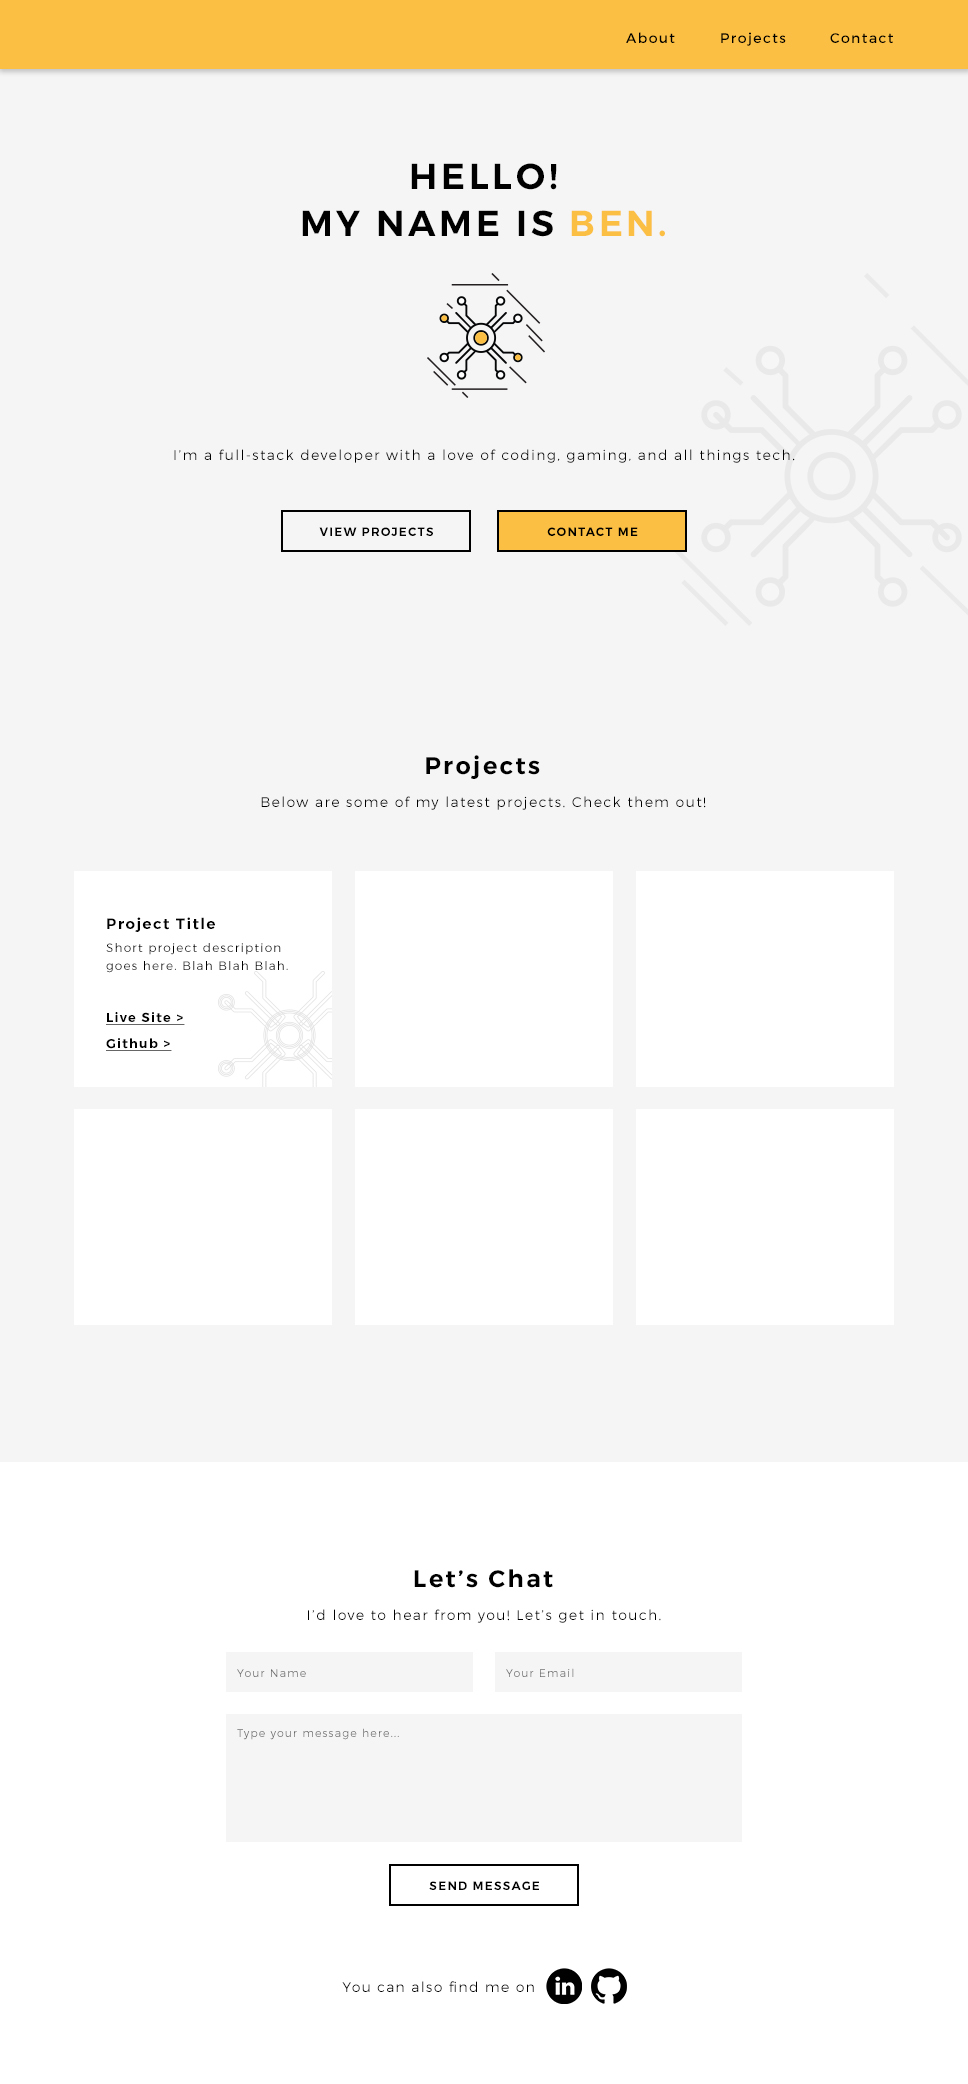 About Projects Contact
HELLO!
MY NAME IS BEN.
I'm a full-stack developer with a love of coding, gaming, and all things tech.
VIEW PROJECTS
CONTACT ME
Projects
Below are some of my latest projects. Check them out!
Project Title
Short project description
goes here. Blah Blah Blah.
Live Site >
Github >
Let’s Chat
I'd love to hear from you! Let's get in touch.
Your Name
Your Email
Type your message here...
SEND MESSAGE
You can also find me on
in